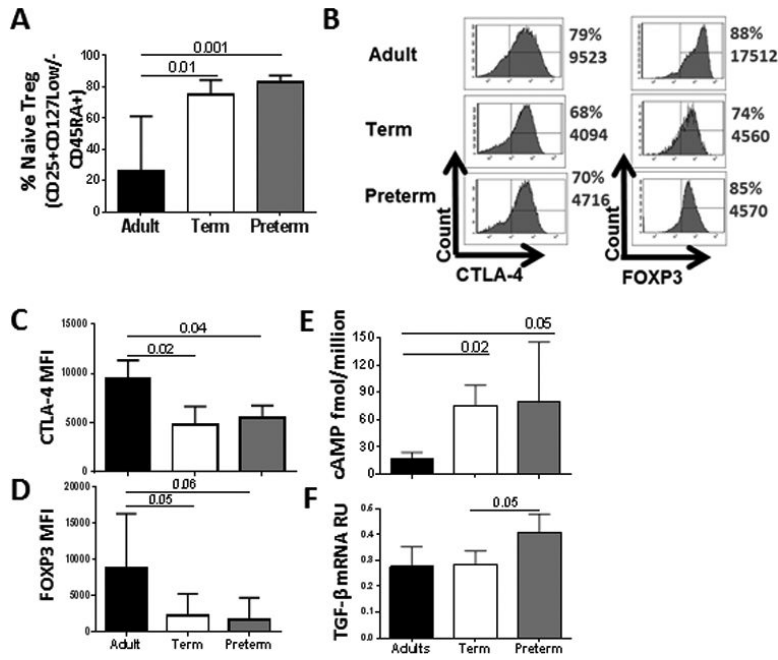 A
% Naive Treg
(CD25+CD127Low/-
CD45RA+)
100
80
60
40
20
0
0.001
0.01
Adult
Term
Preterm
B
Adult
79%
9523
88%
17512
Term
68%
4094
74%
4560
Preterm
70%
4716
85%
4570
Count
CTLA-4
Count
FOXP3
C
CTLA-4 MFI
15000
10000
5000
0
0.04
0.02
D
FOXP3 MFI
20000
15000
10000
5000
0
0.06
0.05
Adult
Term
Preterm
E
cAMP fmol/million
150
120
90
60
30
0
0.05
0.02
F
TGF-β mRNA RU
0.6
0.5
0.4
0.3
0.2
0.1
0.0
0.05
Adults
Term
Preterm